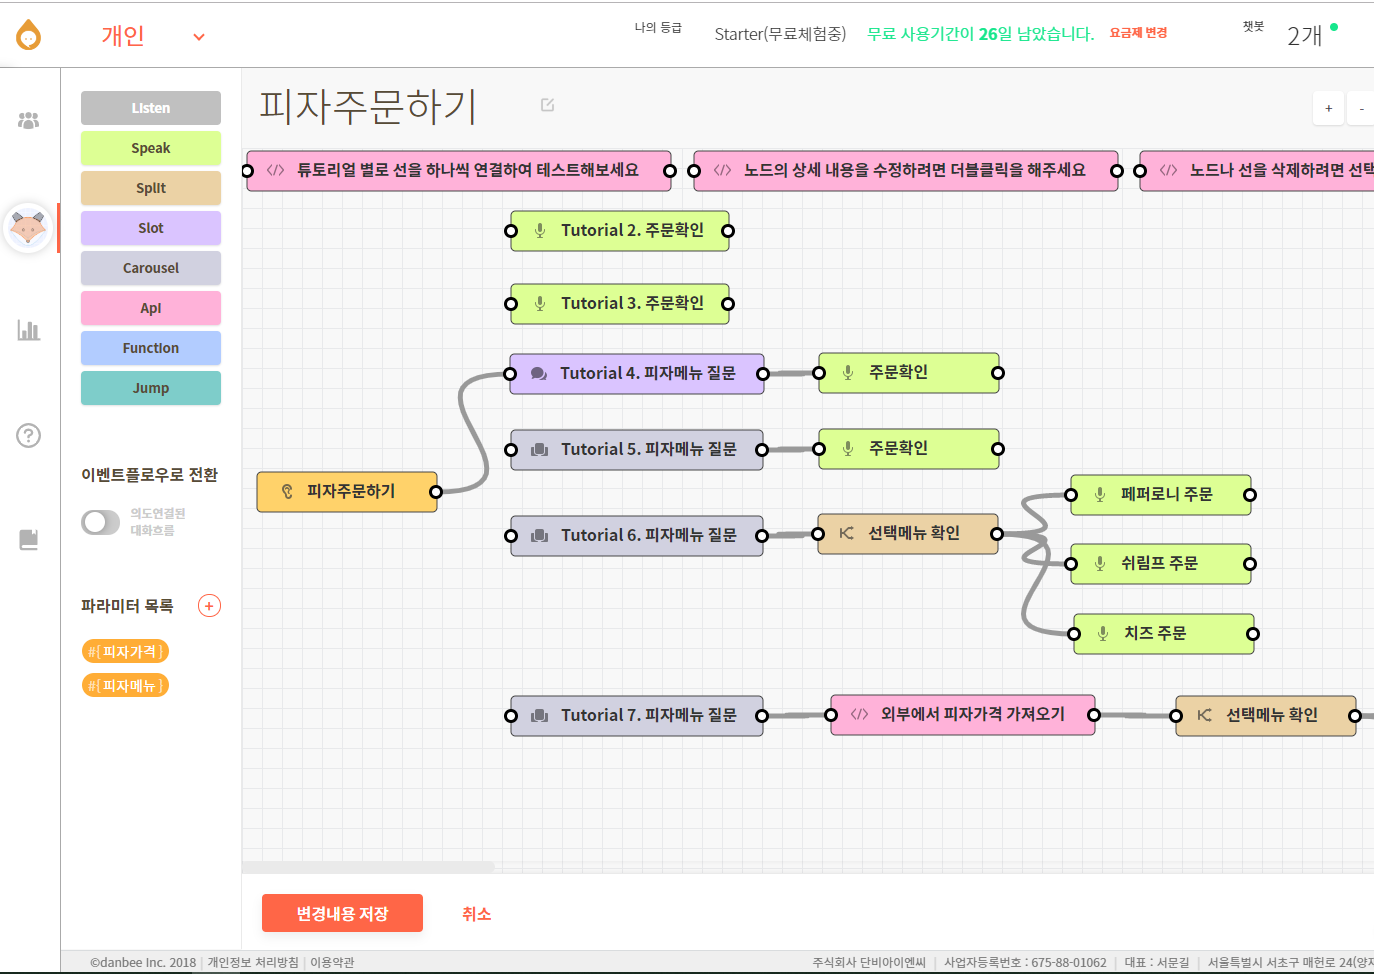 개인
나의 등급
Starter(무료체험중)
무료 사용기간이 26일 남았습니다.
요금제 변경
챗봇
2개
Listen
Speak
Split
Slot
Carousel
Api
Function
Jump
이벤트플로우로 전환
의도연결된
대화흐름
파라미터 목록
+
#{피자가격}
#{피자메뉴}
피자주문하기
+
-
</> 튜토리얼 별로 선을 하나씩 연결하여 테스트해보세요
</> 노드의 상세 내용을 수정하려면 더블클릭을 해주세요
</> 노드나 선을 삭제하려면 선택
Tutorial 2. 주문확인
Tutorial 3. 주문확인
Tutorial 4. 피자메뉴 질문
주문확인
Tutorial 5. 피자메뉴 질문
주문확인
피자주문하기
Tutorial 6. 피자메뉴 질문
선택메뉴 확인
페퍼로니 주문
쉬림프 주문
치즈 주문
Tutorial 7. 피자메뉴 질문
</> 외부에서 피자가격 가져오기
선택메뉴 확인
변경내용 저장
취소
©danbee Inc. 2018 | 개인정보 처리방침 | 이용약관
주식회사 단비아이엔씨 | 사업자등록번호 : 675-88-01062 | 대표 : 서문길 | 서울특별시 서초구 매헌로 24(양재